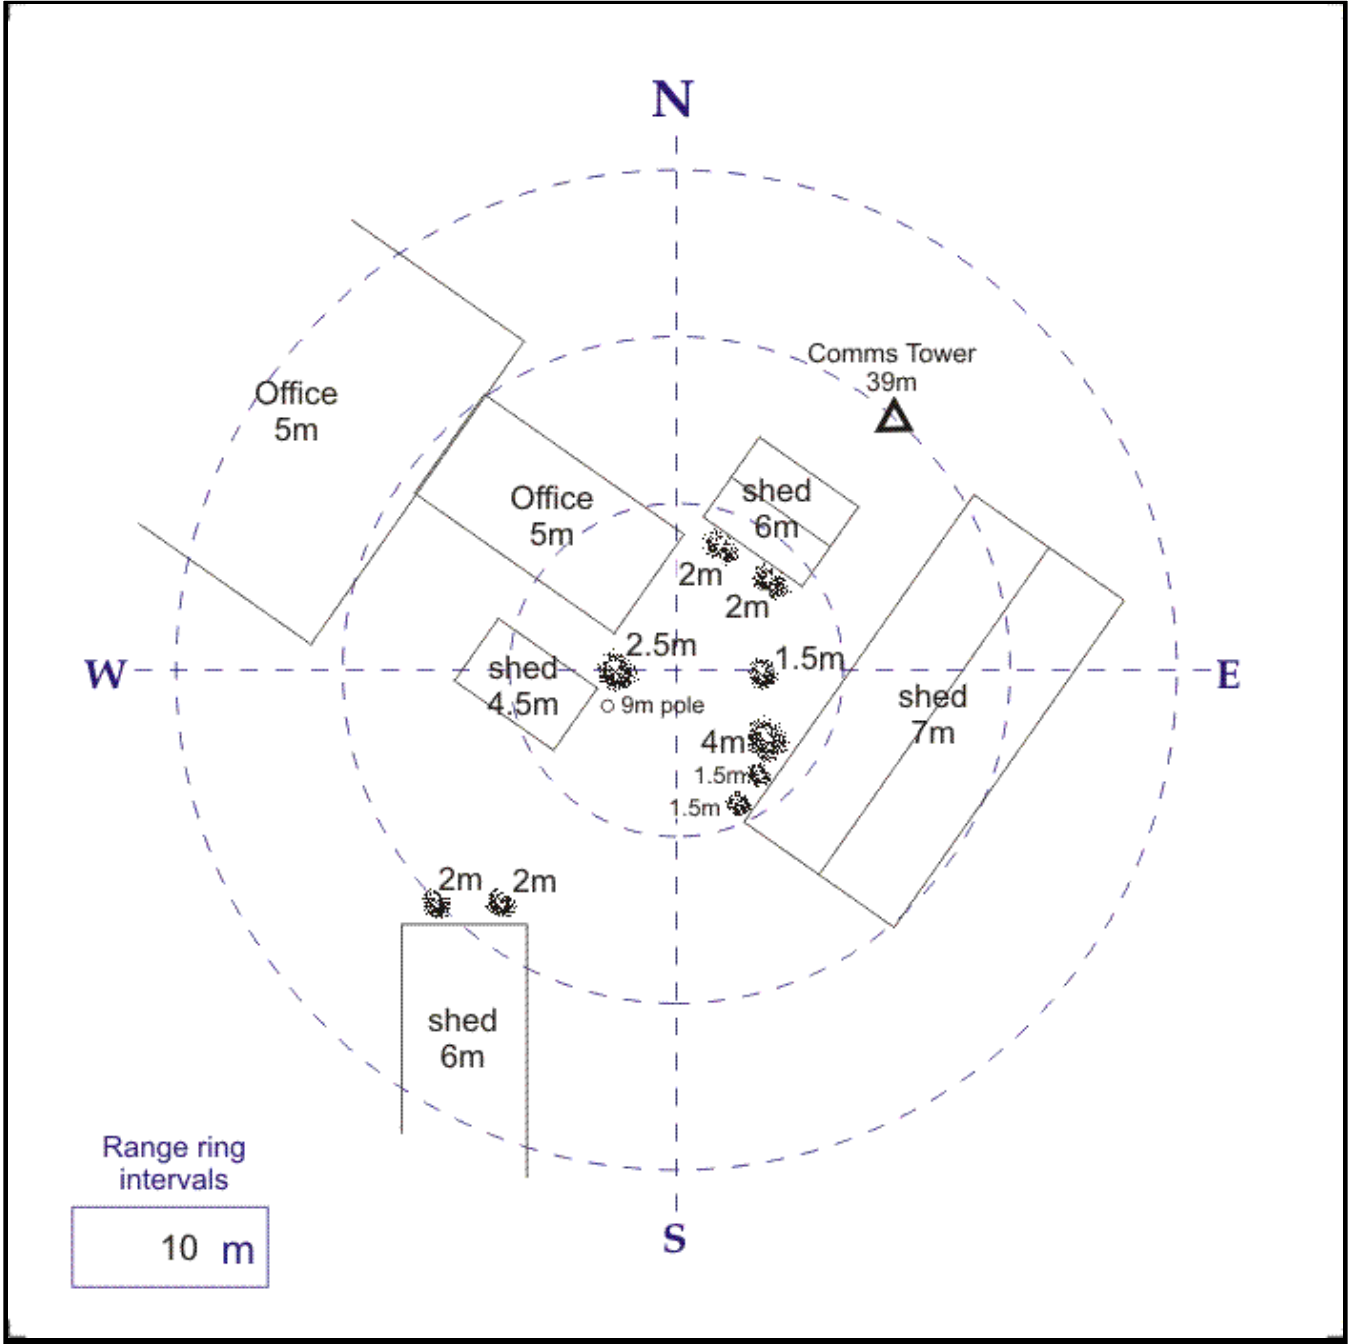 N
Comms Tower
39m
Office
5m
Office
5m
shed
6m
2m
2m
2.5m
1.5m
W
E
shed
4.5m
9m pole
shed
7m
4m
1.5m
1.5m
2m
2m
shed
6m
Range ring
intervals
10 m
S